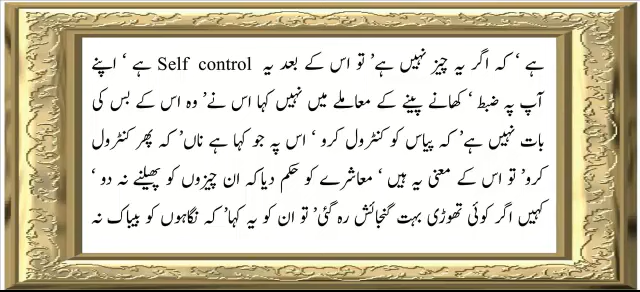 ہے ‘ کہ اگر یہ چیز نہیں ہے’ تو اس کے بعد یہ Self control ہے ‘ اپنے
آپ پہ ضبط ‘ کھانے پینے کے معاملے میں نہیں کہا اس نے’ وہ اس کے بس کی
بات نہیں ہے’ کہ پیاس کو کنٹرول کرو ‘ اس پہ جو کہا ہے ناں’ کہ پھر کنٹرول
کرو’ تو اس کے معنی یہ ہیں ‘ معاشرے کو حکم دیا کہ ان چیزوں کو پھیلنے نہ دو ‘
کہیں اگر کوئی تھوڑی بہت گنجائش رہ گئی’ تو ان کو یہ کہا’ کہ نگاہوں کو بیباک نہ